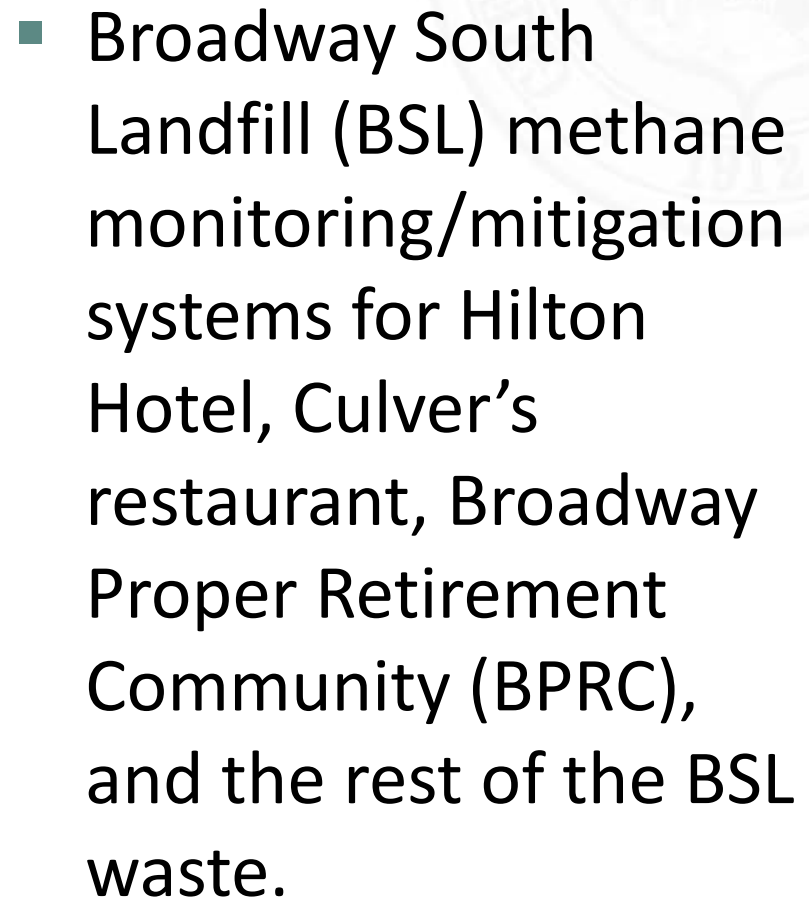 Broadway South
Landfill (BSL) methane
monitoring/mitigation
systems for Hilton
Hotel, Culver’s
restaurant, Broadway
Proper Retirement
Community (BPRC),
and the rest of the BSL
waste.
1912